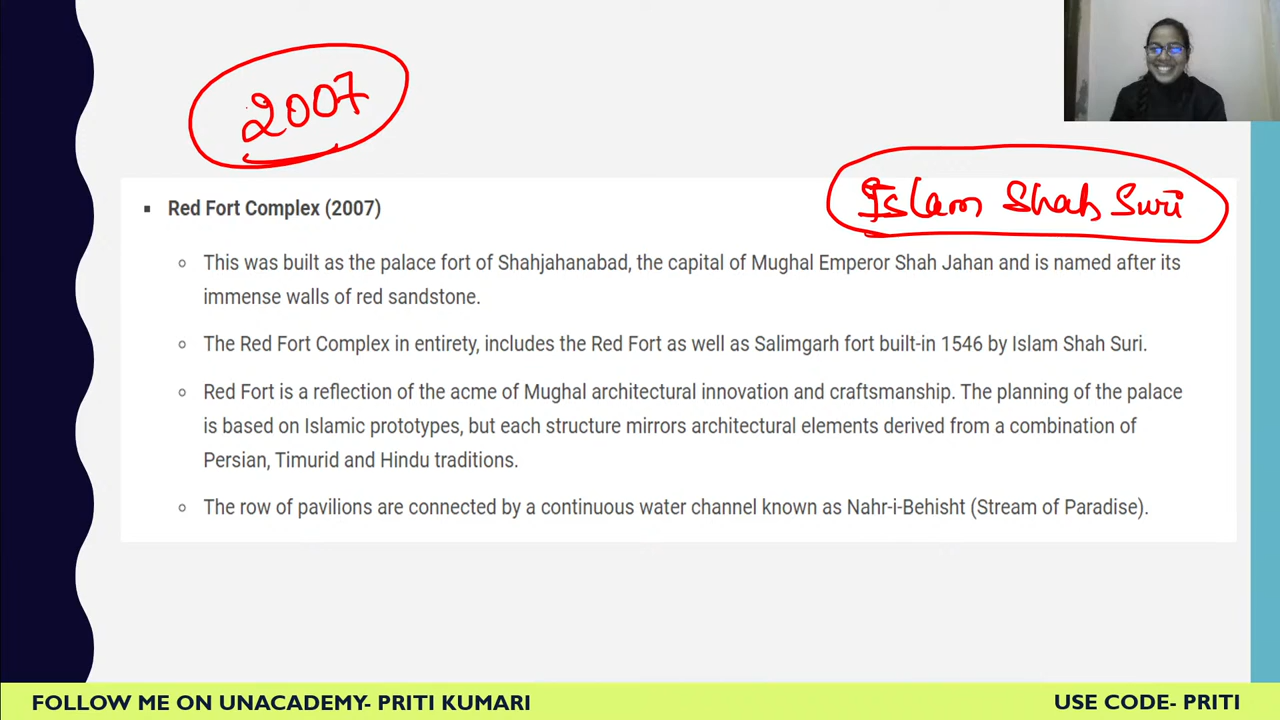 2007
Islam Shah Suri
Red Fort Complex (2007)
This was built as the palace fort of Shahjahanabad, the capital of Mughal Emperor Shah Jahan and is named after its
immense walls of red sandstone.
The Red Fort Complex in entirety, includes the Red Fort as well as Salimgarh fort built-in 1546 by Islam Shah Suri.
Red Fort is a reflection of the acme of Mughal architectural innovation and craftsmanship. The planning of the palace
is based on Islamic prototypes, but each structure mirrors architectural elements derived from a combination of
Persian, Timurid and Hindu traditions.
The row of pavilions are connected by a continuous water channel known as Nahr-i-Behisht (Stream of Paradise).
FOLLOW ME ON UNACADEMY- PRITI KUMARI
USE CODE- PRITI